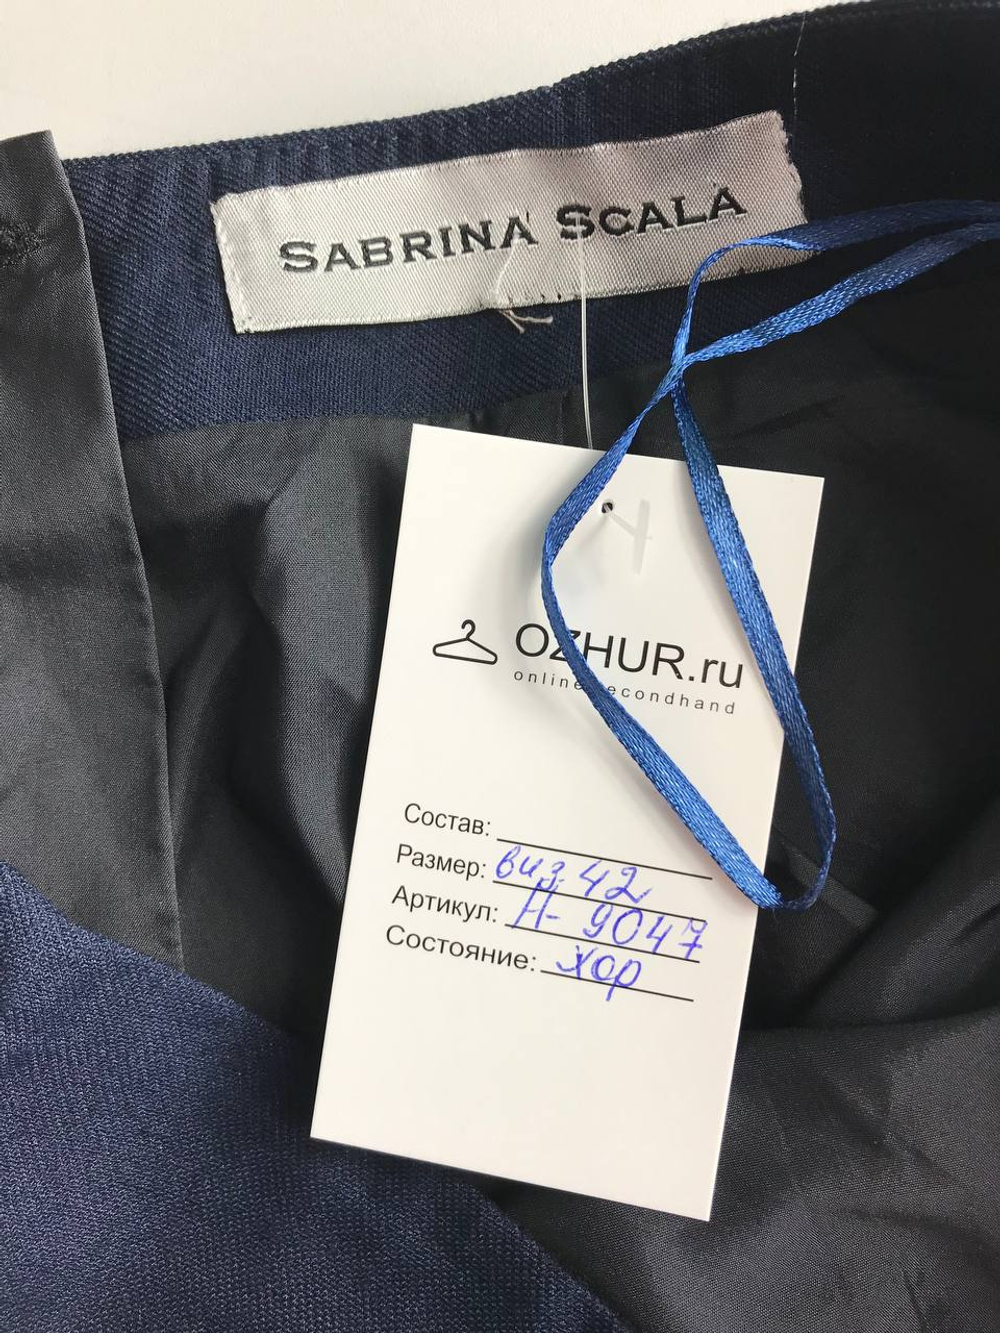 SABRINA SCALA
OZHUR.ru
online secondhand
Состав:
Размер: виз. 42
Артикул: А- 9047
Состояние: хор